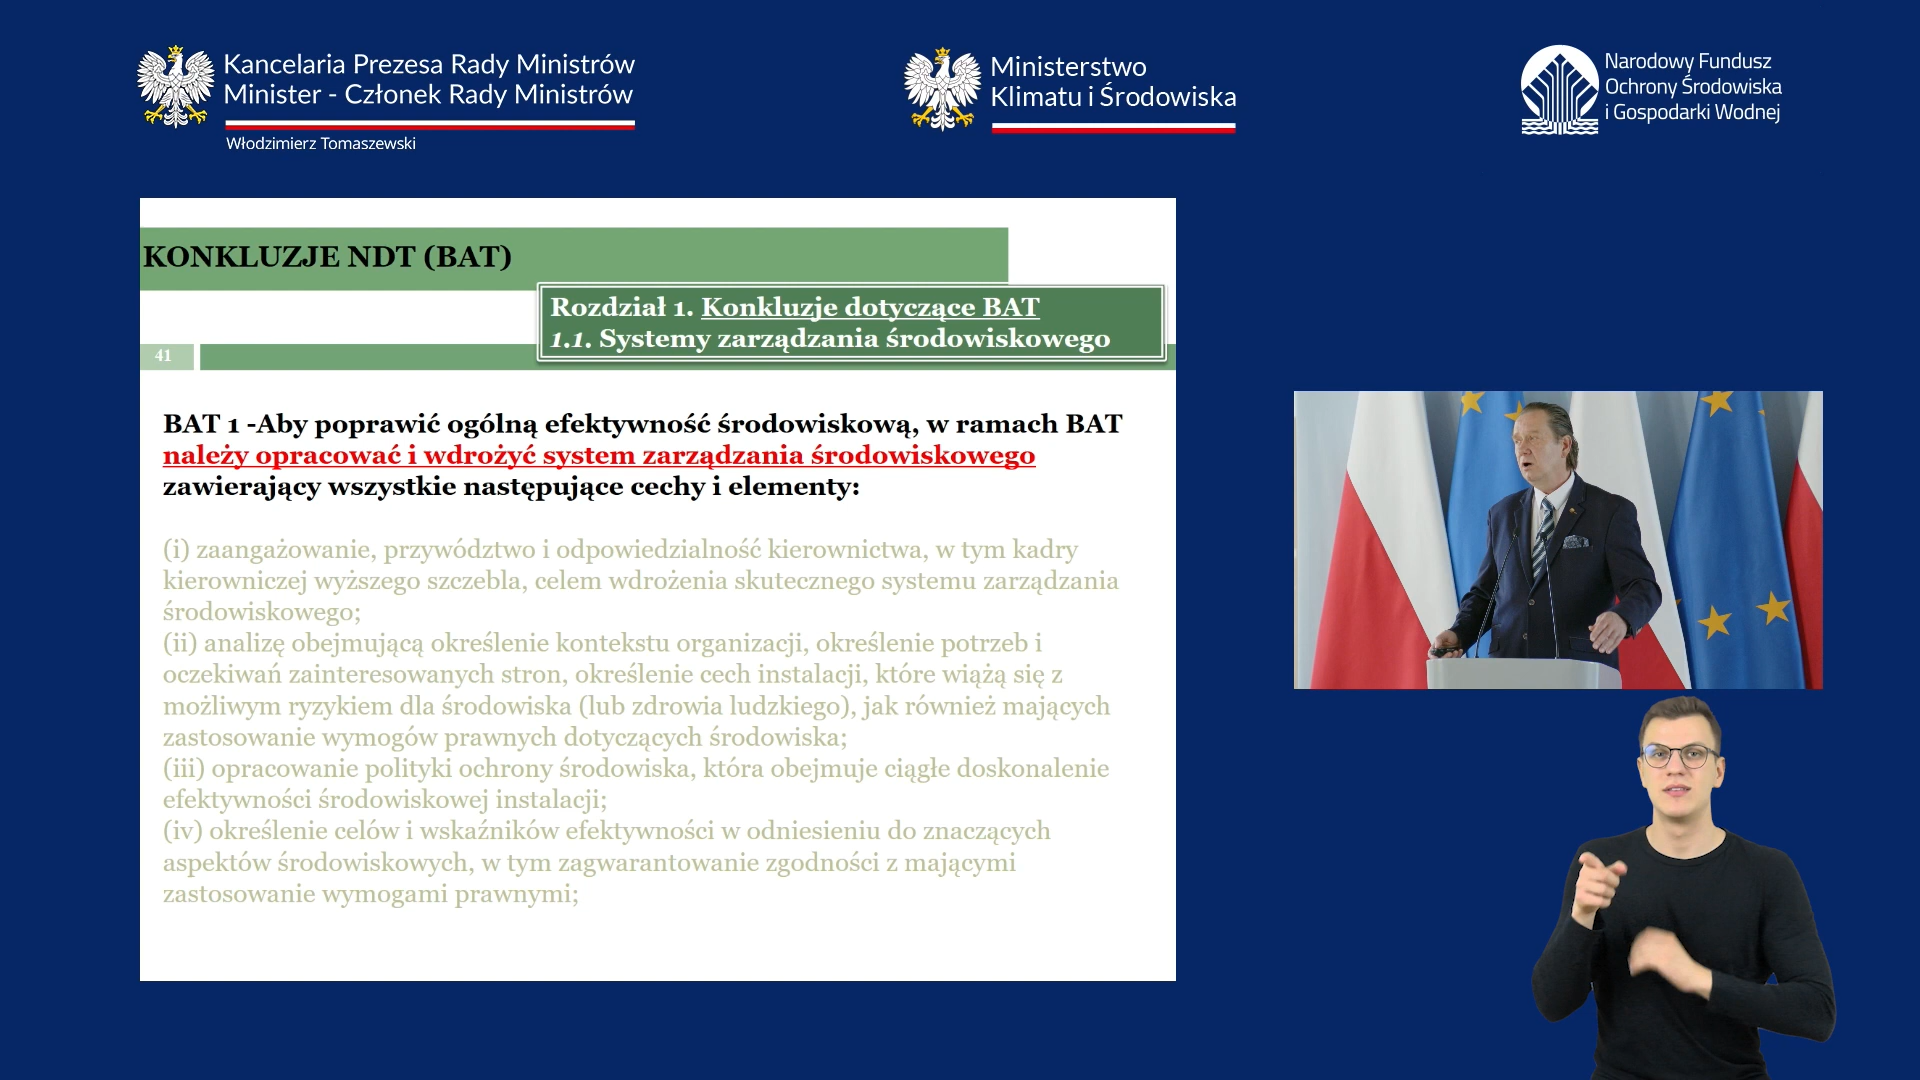 Kancelaria Prezesa Rady Ministrów
Minister - Członek Rady Ministrów
Włodzimierz Tomaszewski
Ministerstwo
Klimatu i Środowiska
Narodowy Fundusz
Ochrony Środowiska
i Gospodarki Wodnej
KONKLUZJE NDT (BAT)
Rozdział 1. Konkluzje dotyczące BAT
1.1. Systemy zarządzania środowiskowego
41
BAT 1 -Aby poprawić ogólną efektywność środowiskową, w ramach BAT
należy opracować i wdrożyć system zarządzania środowiskowego
zawierający wszystkie następujące cechy i elementy:
(i) zaangażowanie, przywództwo i odpowiedzialność kierownictwa, w tym kadry
kierowniczej wyższego szczebla, celem wdrożenia skutecznego systemu zarządzania
środowiskowego;
(ii) analizę obejmującą określenie kontekstu organizacji, określenie potrzeb i
oczekiwań zainteresowanych stron, określenie cech instalacji, które wiążą się z
możliwym ryzykiem dla środowiska (lub zdrowia ludzkiego), jak również mających
zastosowanie wymogów prawnych dotyczących środowiska;
(iii) opracowanie polityki ochrony środowiska, która obejmuje ciągłe doskonalenie
efektywności środowiskowej instalacji;
(iv) określenie celów i wskaźników efektywności w odniesieniu do znaczących
aspektów środowiskowych, w tym zagwarantowanie zgodności z mającymi
zastosowanie wymogami prawnymi;